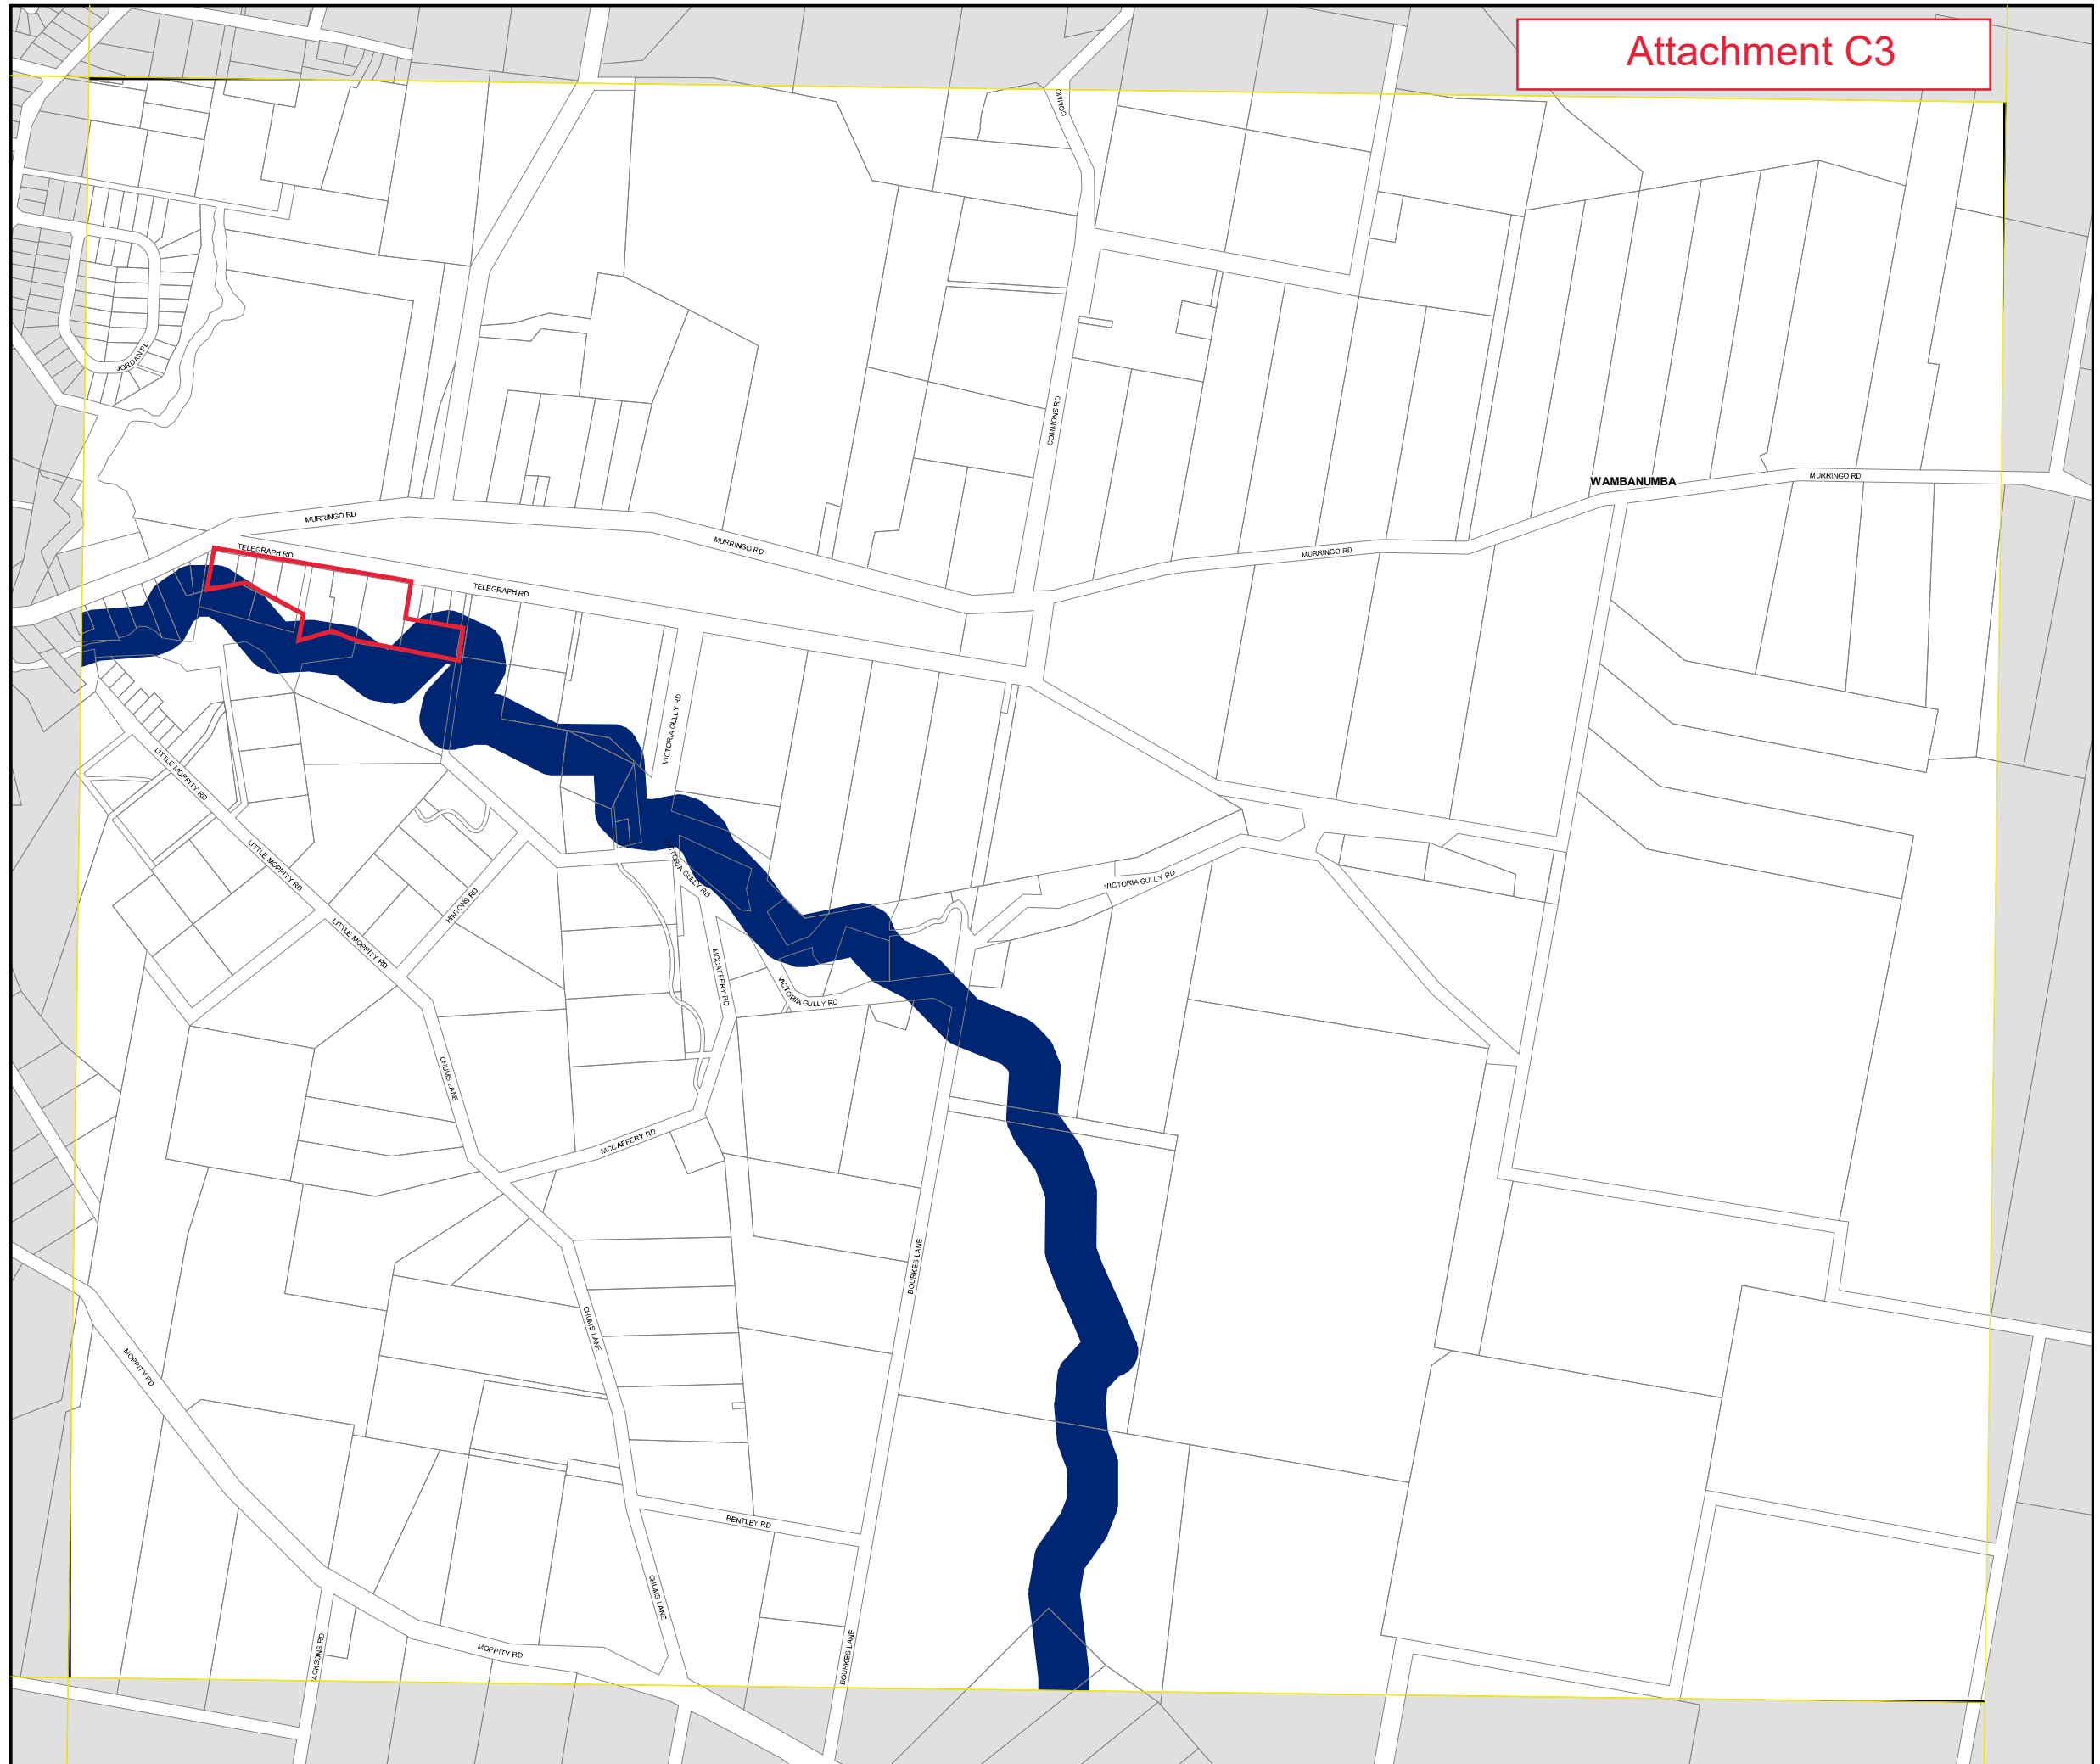 Attachment C3
COMMO
JORDAN PL
COMMONS RD
WAMBANUMBA
MURRINGO RD
MURRINGO RD
MURRINGO RD
MURRINGO RD
TELEGRAPH RD
TELEGRAPH RD
VICTORIA GULLY RD
LITTLE MOPPITY RD
LITTLE MOPPITY RD
LITTLE MOPPITY RD
HINTONS RD
VICTORIA GULLY RD
VICTORIA GULLY RD
MCCAFFERY RD
VICTORIA GULLY RD
CHUMS LANE
MCCAFFERY RD
BOURKES LANE
CHUMS LANE
MOPPITY RD
BENTLEY RD
CHUMS LANE
JACKSONS RD
MOPPITY RD
BOURKES LANE